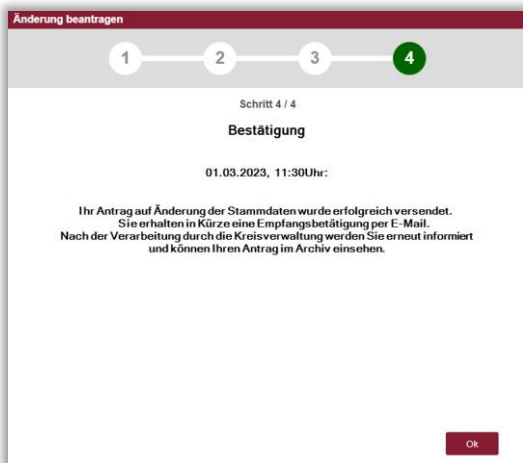 Änderung beantragen
1 2 3 4
Schritt 4 / 4
Bestätigung
01.03.2023, 11:30Uhr:
Ihr Antrag auf Änderung der Stammdaten wurde erfolgreich versendet.
Sie erhalten in Kürze eine Empfangsbetätigung per E-Mail.
Nach der Verarbeitung durch die Kreisverwaltung werden Sie erneut informiert
und können Ihren Antrag im Archiv einsehen.
Ok